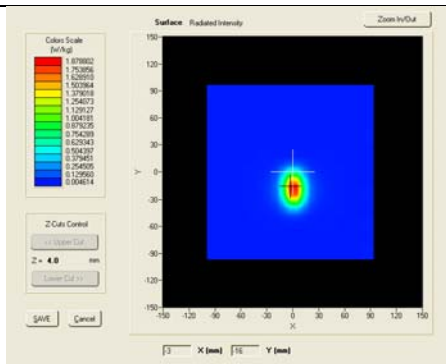 Surface Radiated Intensity
Zoom In/Out
Colors Scale
(W/kg)
1.878802
1.753856
1.628910
1.503964
1.379018
1.254073
1.129127
1.004181
0.879235
0.754289
0.629343
0.504397
0.379451
0.254505
0.129560
0.004614
Z-Cuts Control
<< Upper Cut
Z = 4.0 mm
Lower Cut >>
SAVE
Cancel
150-
120-
90-
60-
30-
0-
-30-
-60-
-90-
-120-
-150-
Y
-150 -120 -90 -60 -30 0 30 60 90 120 150
X
-3 X (mm) -16 Y (mm)